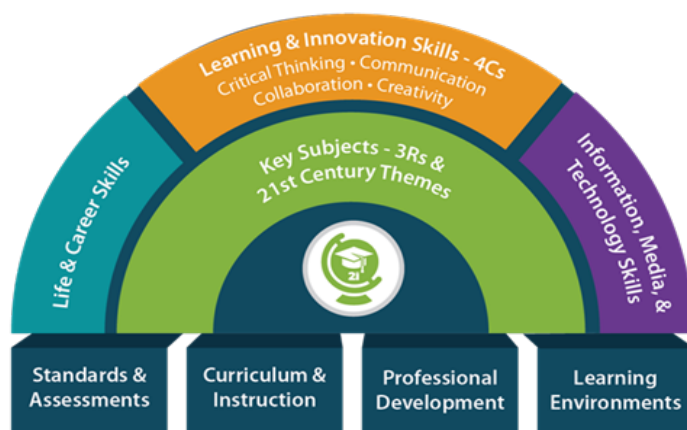 Learning & Innovation Skills - 4Cs
Critical Thinking • Communication
Collaboration • Creativity
Life & Career Skills
Key Subjects - 3Rs &
21st Century Themes
Information, Media, &
Technology Skills
21
Standards &
Assessments
Curriculum &
Instruction
Professional
Development
Learning
Environments